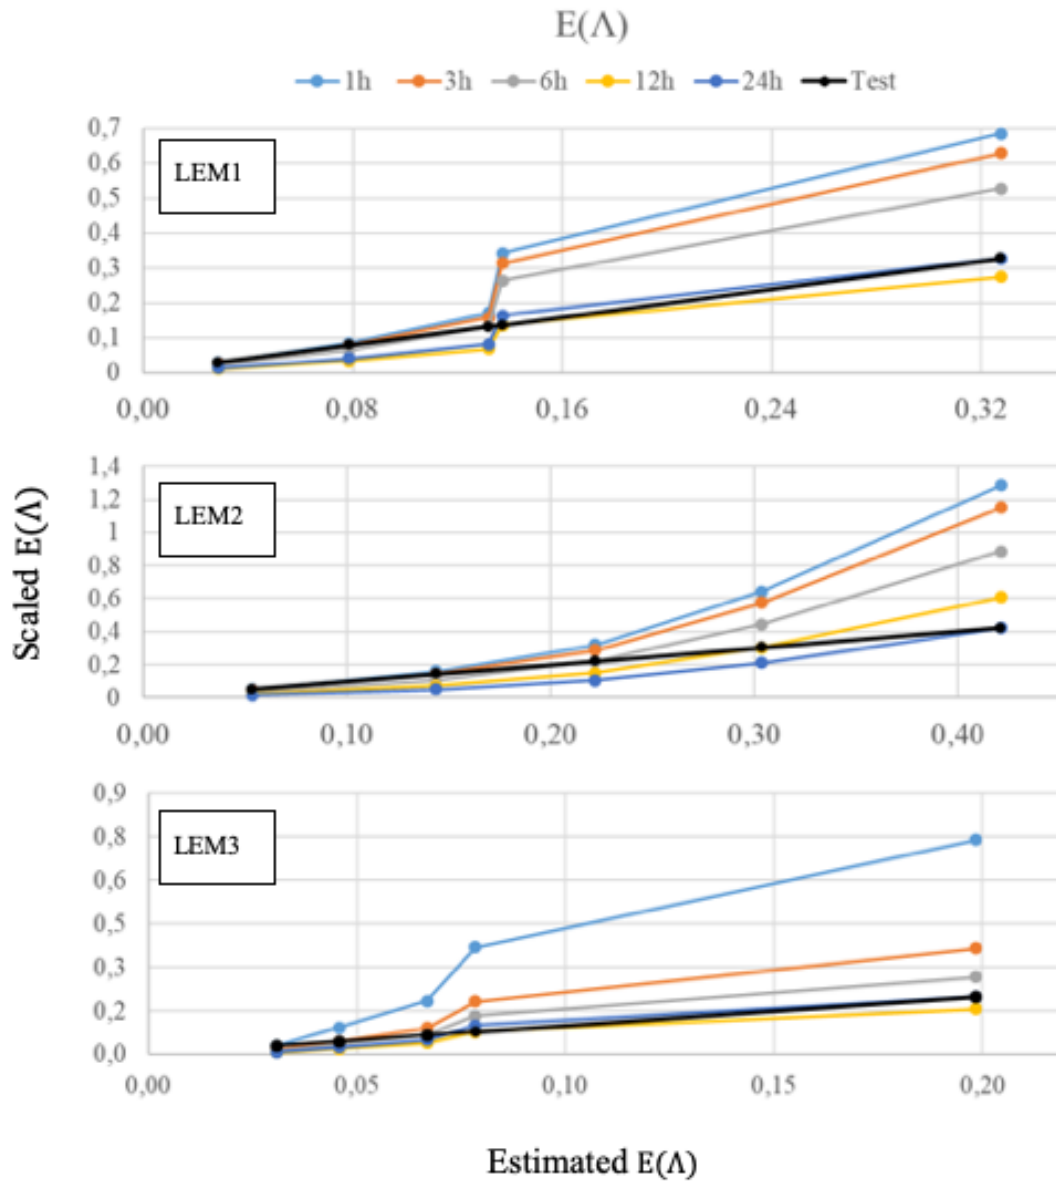 E(Λ)
1h 3h 6h 12h 24h Test
0,7
0,6
0,5
0,4
0,3
0,2
0,1
0
LEM1
0,00 0,08 0,16 0,24 0,32
1,4
1,2
1
0,8
0,6
0,4
0,2
0
LEM2
0,00 0,10 0,20 0,30 0,40
Scaled E(Λ)
0,9
0,8
0,6
0,5
0,3
0,2
0,0
LEM3
0,00 0,05 0,10 0,15 0,20
Estimated E(Λ)